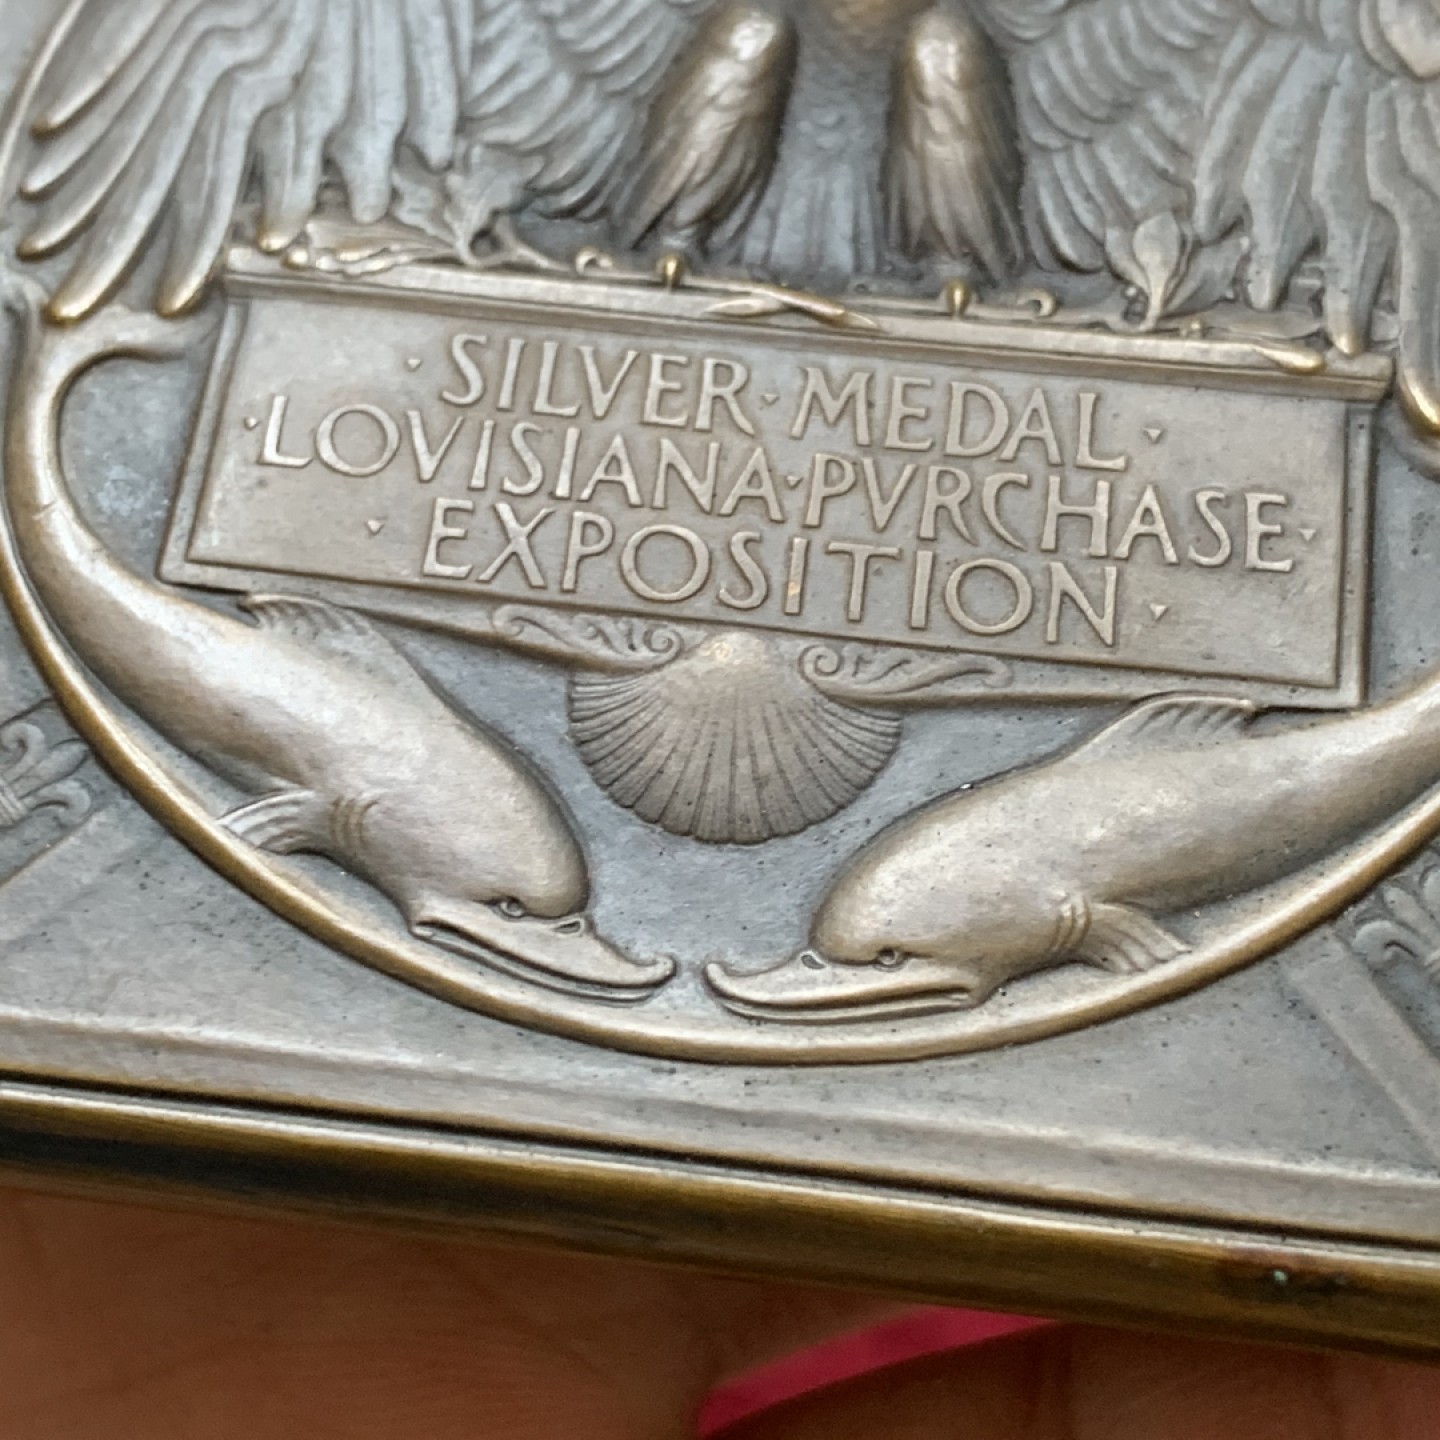 SILVER · MEDAL ·
· LOVISIANA · PVRCHASE ·
· EXPOSITION ·